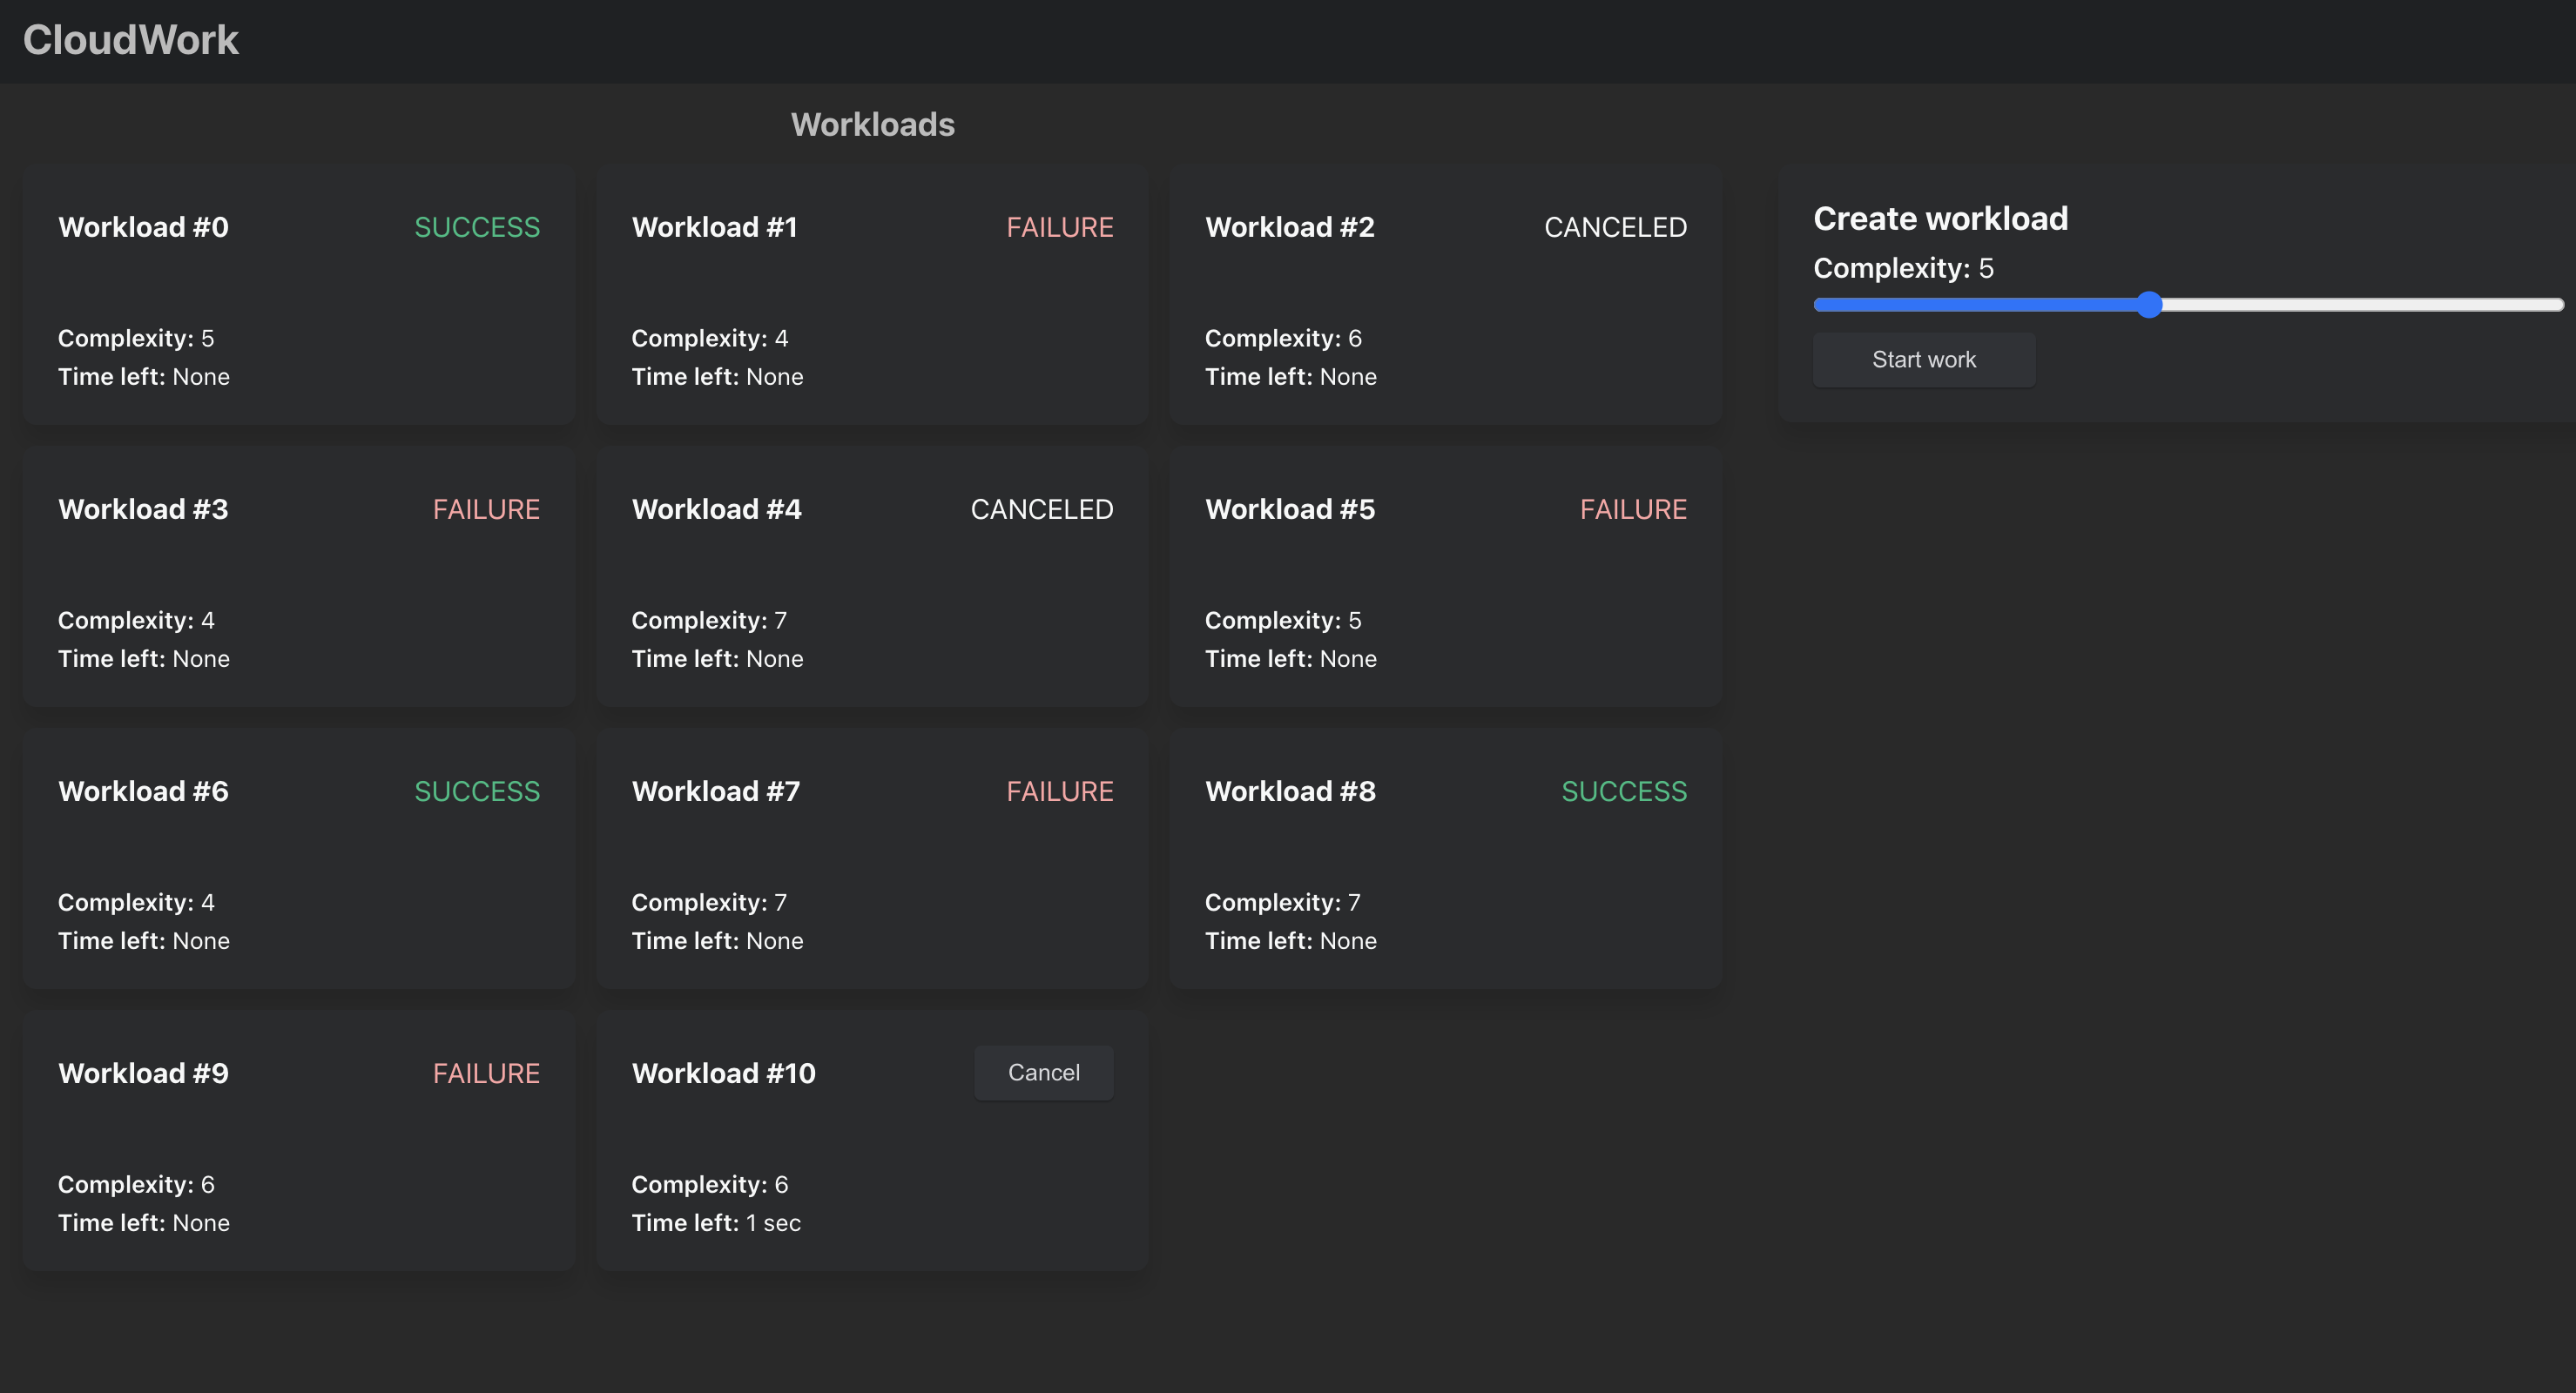 CloudWork
Workloads
Workload #0 SUCCESS
Complexity: 5
Time left: None
Workload #1 FAILURE
Complexity: 4
Time left: None
Workload #2 CANCELED
Complexity: 6
Time left: None
Create workload
Complexity: 5
Start work
Workload #3 FAILURE
Complexity: 4
Time left: None
Workload #4 CANCELED
Complexity: 7
Time left: None
Workload #5 FAILURE
Complexity: 5
Time left: None
Workload #6 SUCCESS
Complexity: 4
Time left: None
Workload #7 FAILURE
Complexity: 7
Time left: None
Workload #8 SUCCESS
Complexity: 7
Time left: None
Workload #9 FAILURE
Complexity: 6
Time left: None
Workload #10 Cancel
Complexity: 6
Time left: 1 sec